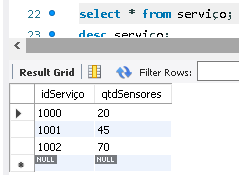 22 select * from serviço;
23 desc serviço;
Result Grid Filter Rows:
idServiço qtdSensores
1000 20
1001 45
1002 70
NULL NULL